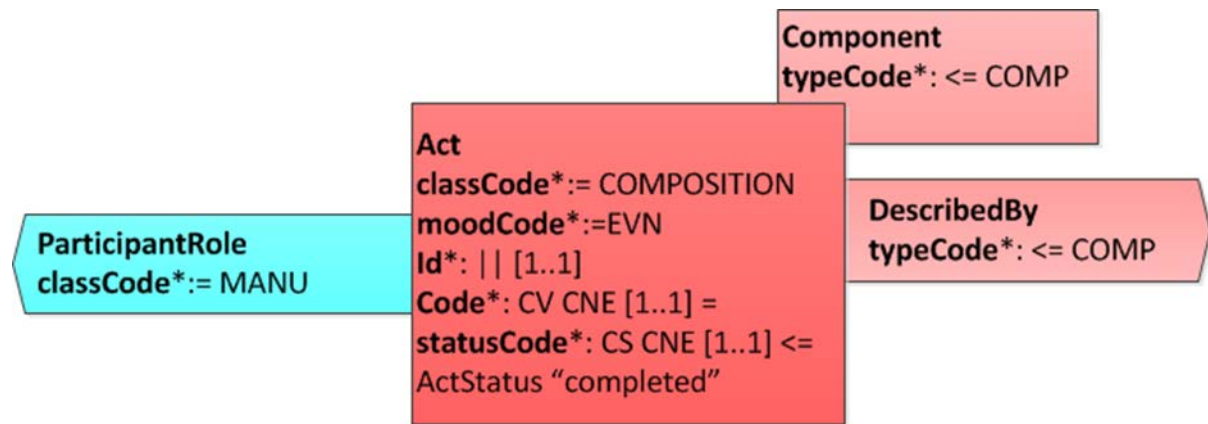 Component
typeCode*: <= COMP
Act
classCode*:= COMPOSITION
moodCode*:=EVN
Id*: || [1..1]
Code*: CV CNE [1..1] =
statusCode*: CS CNE [1..1] <=
ActStatus “completed”
ParticipantRole
classCode*:= MANU
DescribedBy
typeCode*: <= COMP